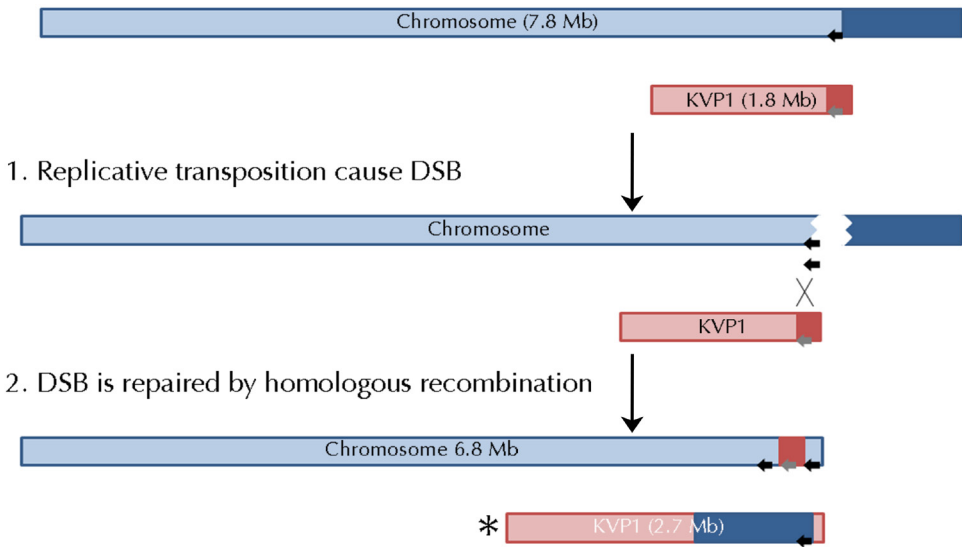 Chromosome (7.8 Mb)
KVP1 (1.8 Mb)
1. Replicative transposition cause DSB
Chromosome
KVP1
2. DSB is repaired by homologous recombination
Chromosome 6.8 Mb
* KVP1 (2.7 Mb)